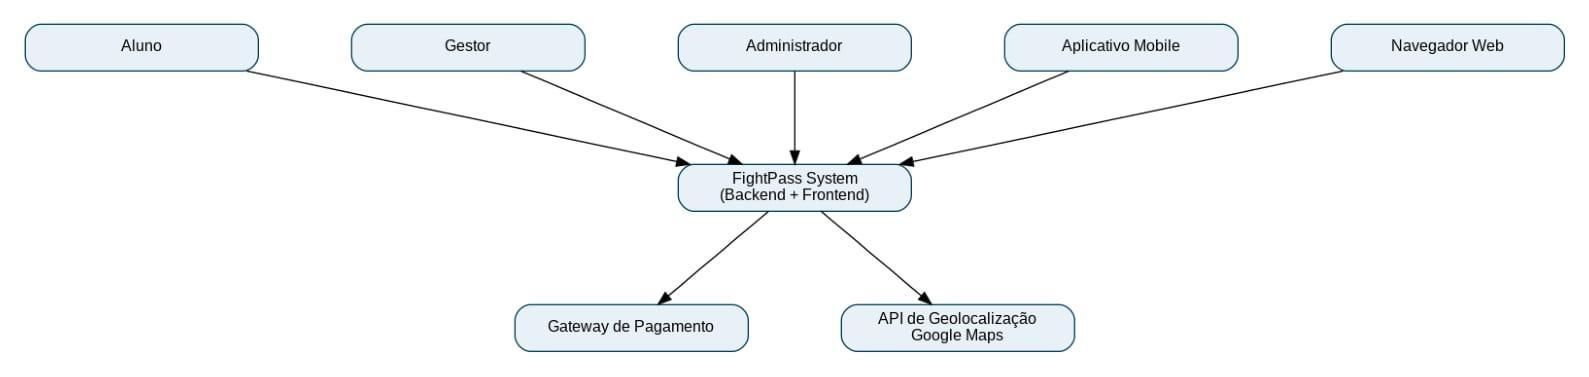 Aluno
Gestor
Administrador
Aplicativo Mobile
Navegador Web
FightPass System
(Backend + Frontend)
Gateway de Pagamento
API de Geolocalização
Google Maps